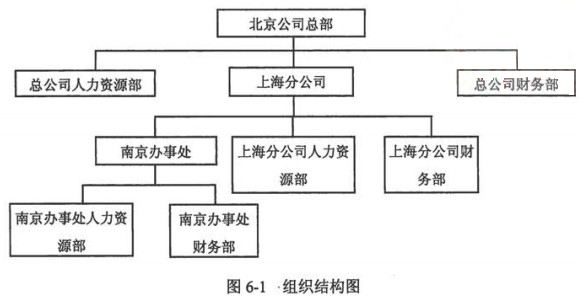 北京公司总部
总公司人力资源部
上海分公司
总公司财务部
南京办事处
上海分公司人力资
源部
上海分公司财
务部
南京办事处人力资
源部
南京办事处
财务部
图 6-1 组织结构图